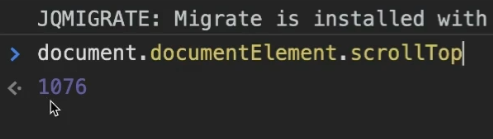 JQMIGRATE: Migrate is installed with
document.documentElement.scrollTop
1076